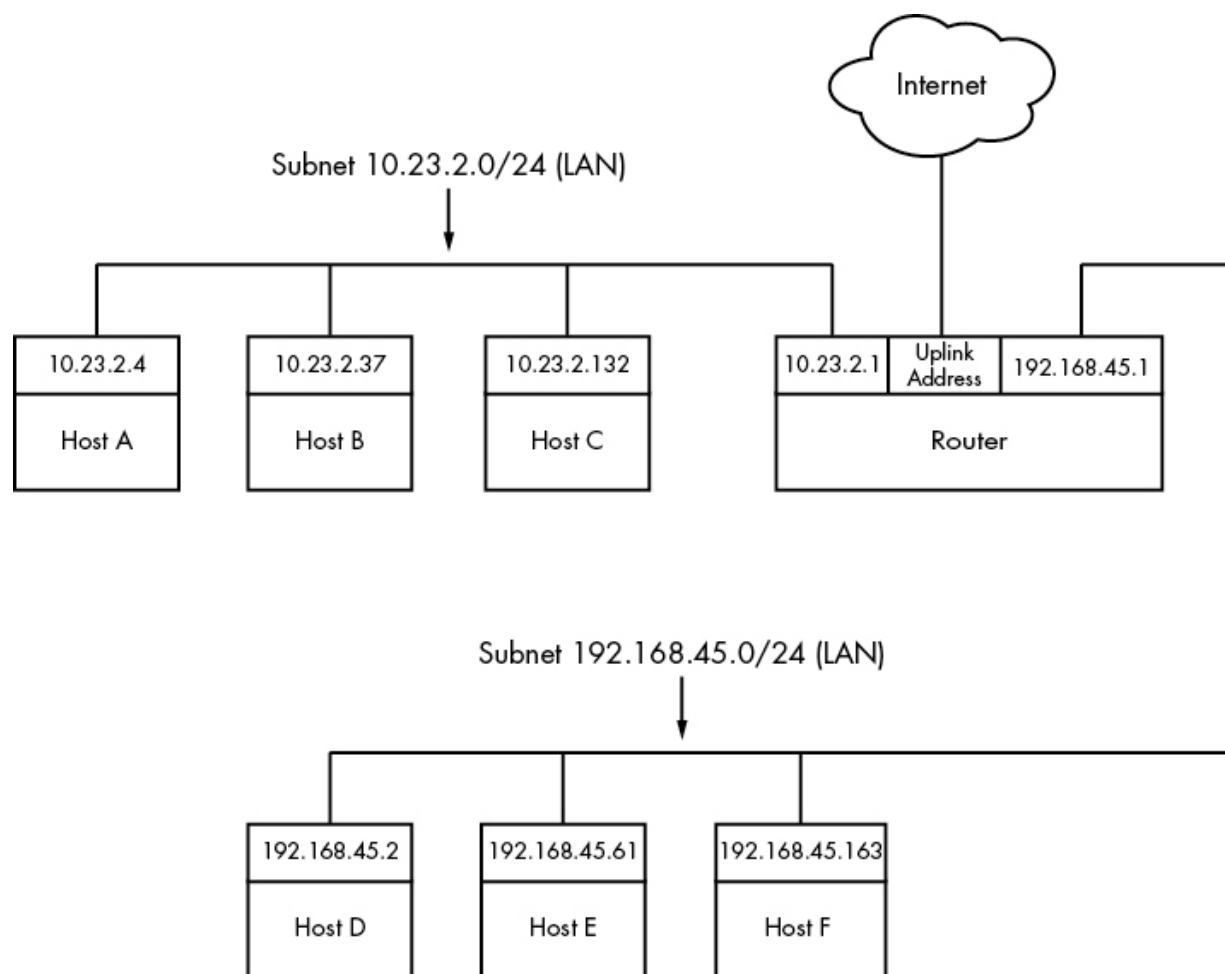 Internet
Subnet 10.23.2.0/24 (LAN)
10.23.2.4
10.23.2.37
10.23.2.132
10.23.2.1
Uplink
Address
192.168.45.1
Host A
Host B
Host C
Router
Subnet 192.168.45.0/24 (LAN)
192.168.45.2
192.168.45.61
192.168.45.163
Host D
Host E
Host F